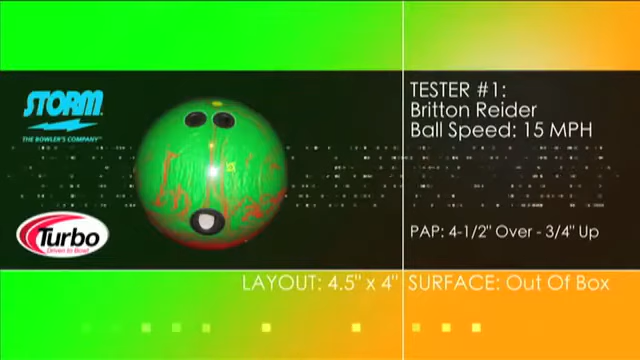 STORM
THE BOWLER'S COMPANY™
TESTER #1:
Britton Reider
Ball Speed: 15 MPH
Turbo
Driven to Bowl
PAP: 4-1/2" Over - 3/4" Up
LAYOUT: 4.5" x 4"
SURFACE: Out Of Box